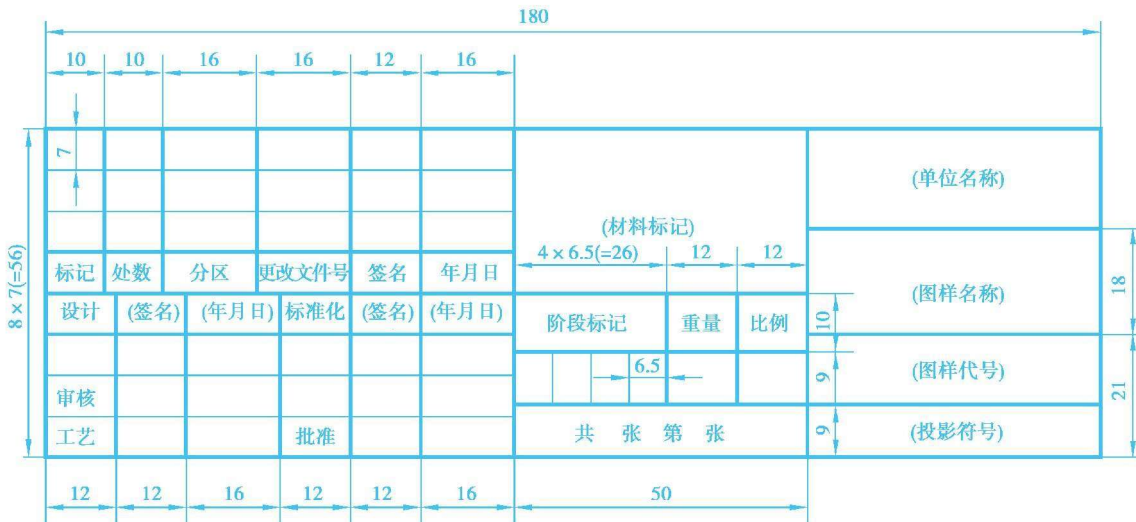 180
10 10 16 16 12 16
7
(单位名称)
(材料标记)
4×6.5(=26) 12 12
8×7(=56)
标记 处数 分区 更改文件号 签名 年月日
(图样名称)
18
设计 (签名) (年月日) 标准化 (签名) (年月日)
阶段标记 重量 比例
10
6.5
9
(图样代号)
21
审核
工艺 批准
共 张 第 张
9
(投影符号)
12 12 16 12 12 16 50